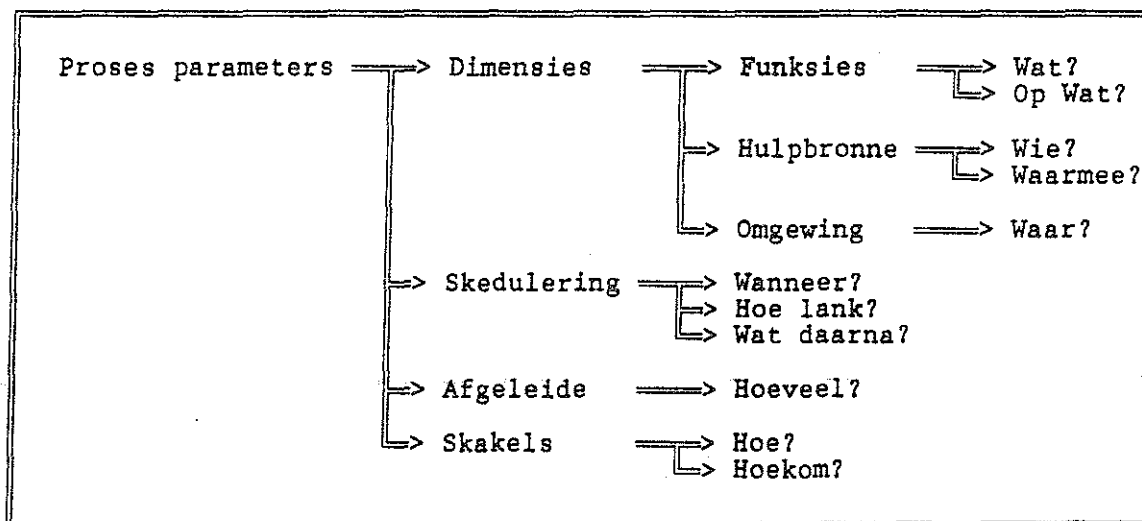 Proses parameters ==> Dimensies ==> Funksies ==> Wat?
==> Op Wat?
==> Hulpbronne ==> Wie?
==> Waarmee?
==> Omgewing ==> Waar?
==> Skedulering ==> Wanneer?
==> Hoe lank?
==> Wat daarna?
==> Afgeleide ==> Hoeveel?
==> Skakels ==> Hoe?
==> Hoekom?